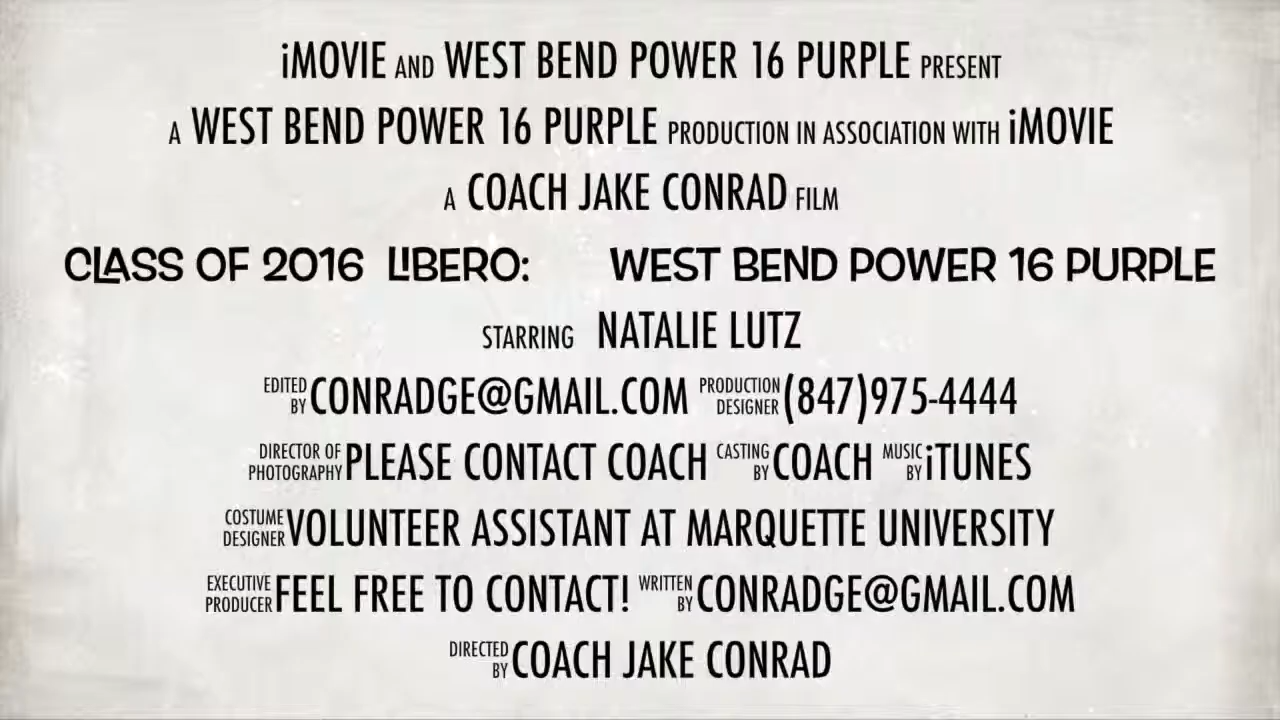 iMOVIE AND WEST BEND POWER 16 PURPLE PRESENT
A WEST BEND POWER 16 PURPLE PRODUCTION IN ASSOCIATION WITH iMOVIE
A COACH JAKE CONRAD FILM
CLASS OF 2016 LIBERO: WEST BEND POWER 16 PURPLE
STARRING NATALIE LUTZ
EDITED BY CONRADGE@GMAIL.COM PRODUCTION DESIGNER (847)975-4444
DIRECTOR OF PHOTOGRAPHY PLEASE CONTACT COACH CASTING BY COACH MUSIC BY iTUNES
COSTUME DESIGNER VOLUNTEER ASSISTANT AT MARQUETTE UNIVERSITY
EXECUTIVE PRODUCER FEEL FREE TO CONTACT! WRITTEN BY CONRADGE@GMAIL.COM
DIRECTED BY COACH JAKE CONRAD